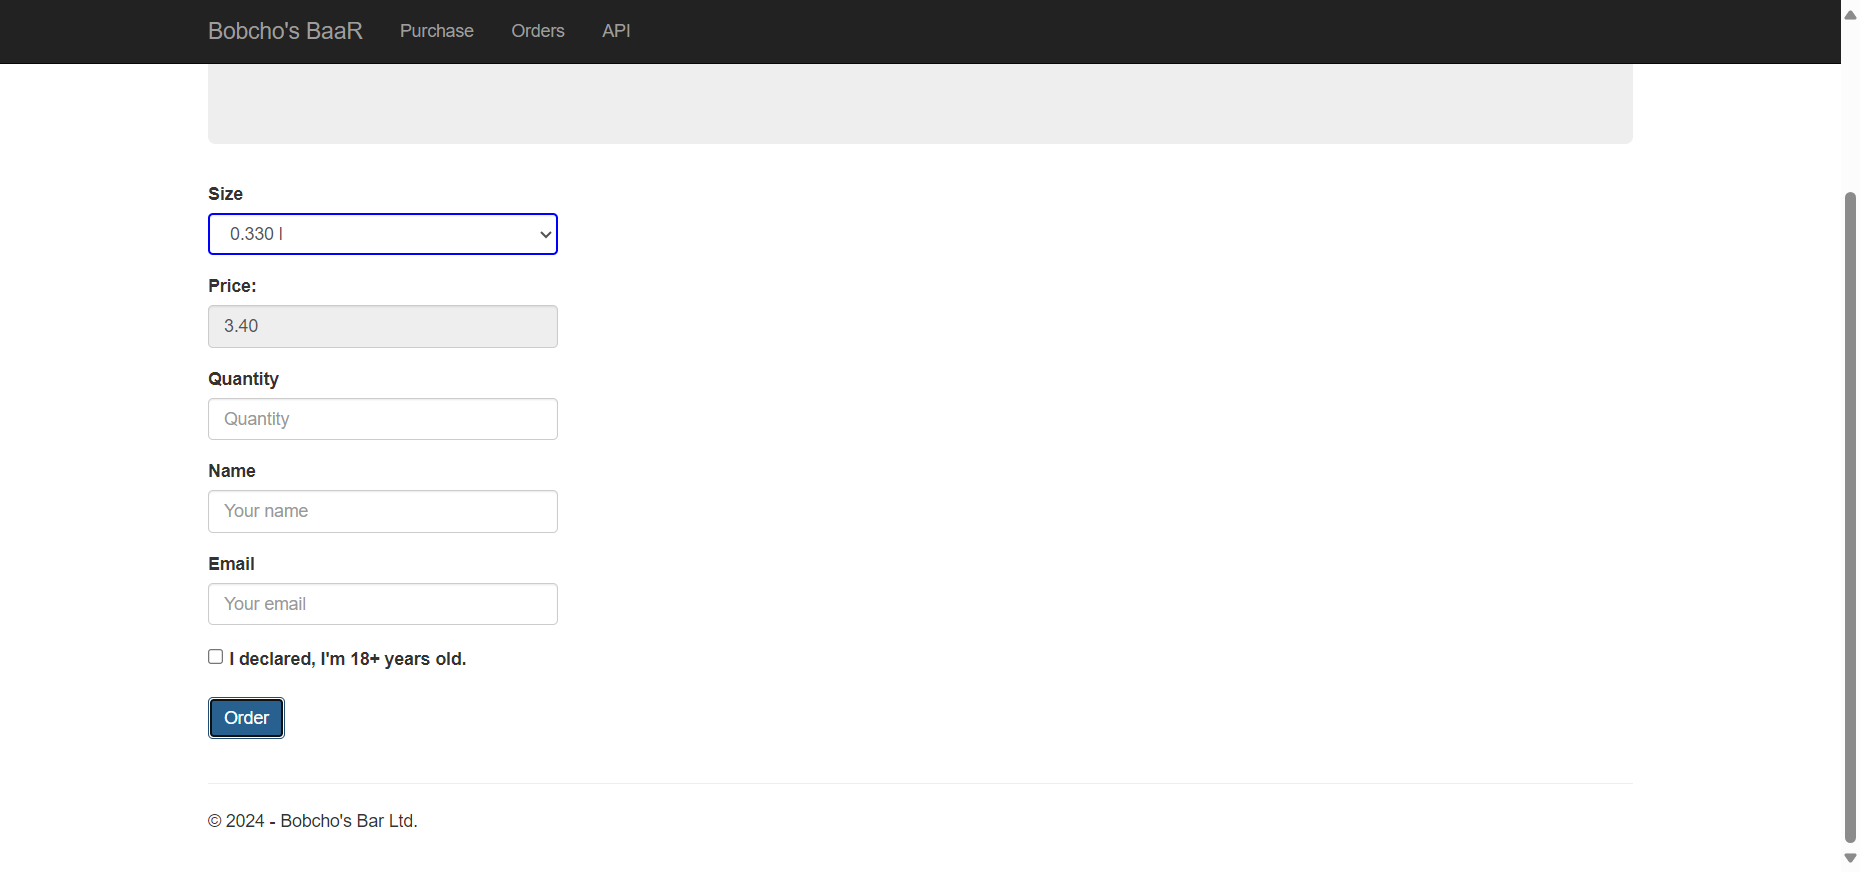 Bobcho's BaaR Purchase Orders API
Size
0.330 l
Price:
3.40
Quantity
Quantity
Name
Your name
Email
Your email
I declared, I'm 18+ years old.
Order
© 2024 - Bobcho's Bar Ltd.